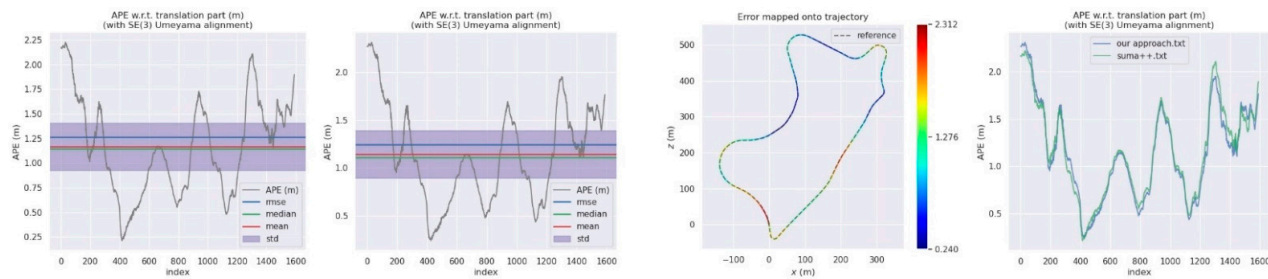 APE w.r.t. translation part (m)
(with SE(3) Umeyama alignment)
2.25
2.00
1.75
1.50
1.25
1.00
0.75
0.50
0.25
APE (m)
APE (m)
rmse
median
mean
std
0 200 400 600 800 1000 1200 1400 1600
index
APE w.r.t. translation part (m)
(with SE(3) Umeyama alignment)
2.0
1.5
1.0
0.5
APE (m)
APE (m)
rmse
median
mean
std
0 200 400 600 800 1000 1200 1400 1600
index
Error mapped onto trajectory
reference
500
400
300
200
100
0
z (m)
−100 0 100 200 300 400
x (m)
2.312
1.276
0.240
APE w.r.t. translation part (m)
(with SE(3) Umeyama alignment)
our approach.txt
suma++.txt
2.0
1.5
1.0
0.5
APE (m)
0 200 400 600 800 1000 1200 1400 1600
index